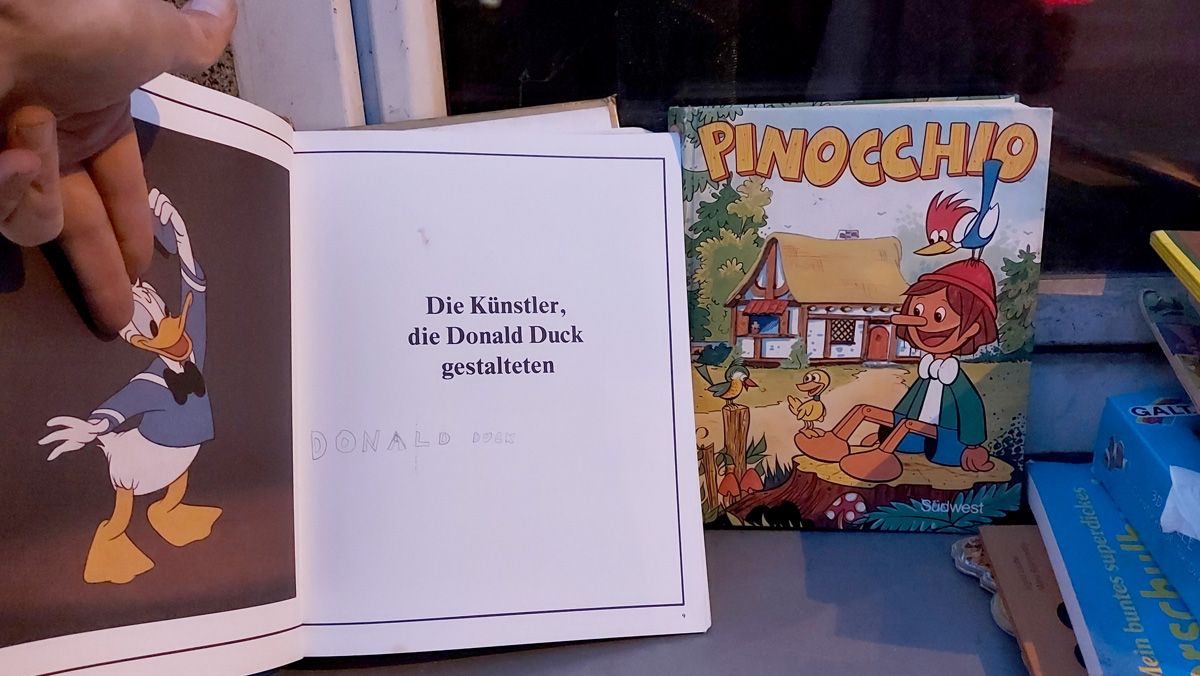 Die Künstler,
die Donald Duck
gestalteten
DONALD DUCK
9
PINOCCHIO
Südwest
GALT
Mein buntes superdickes